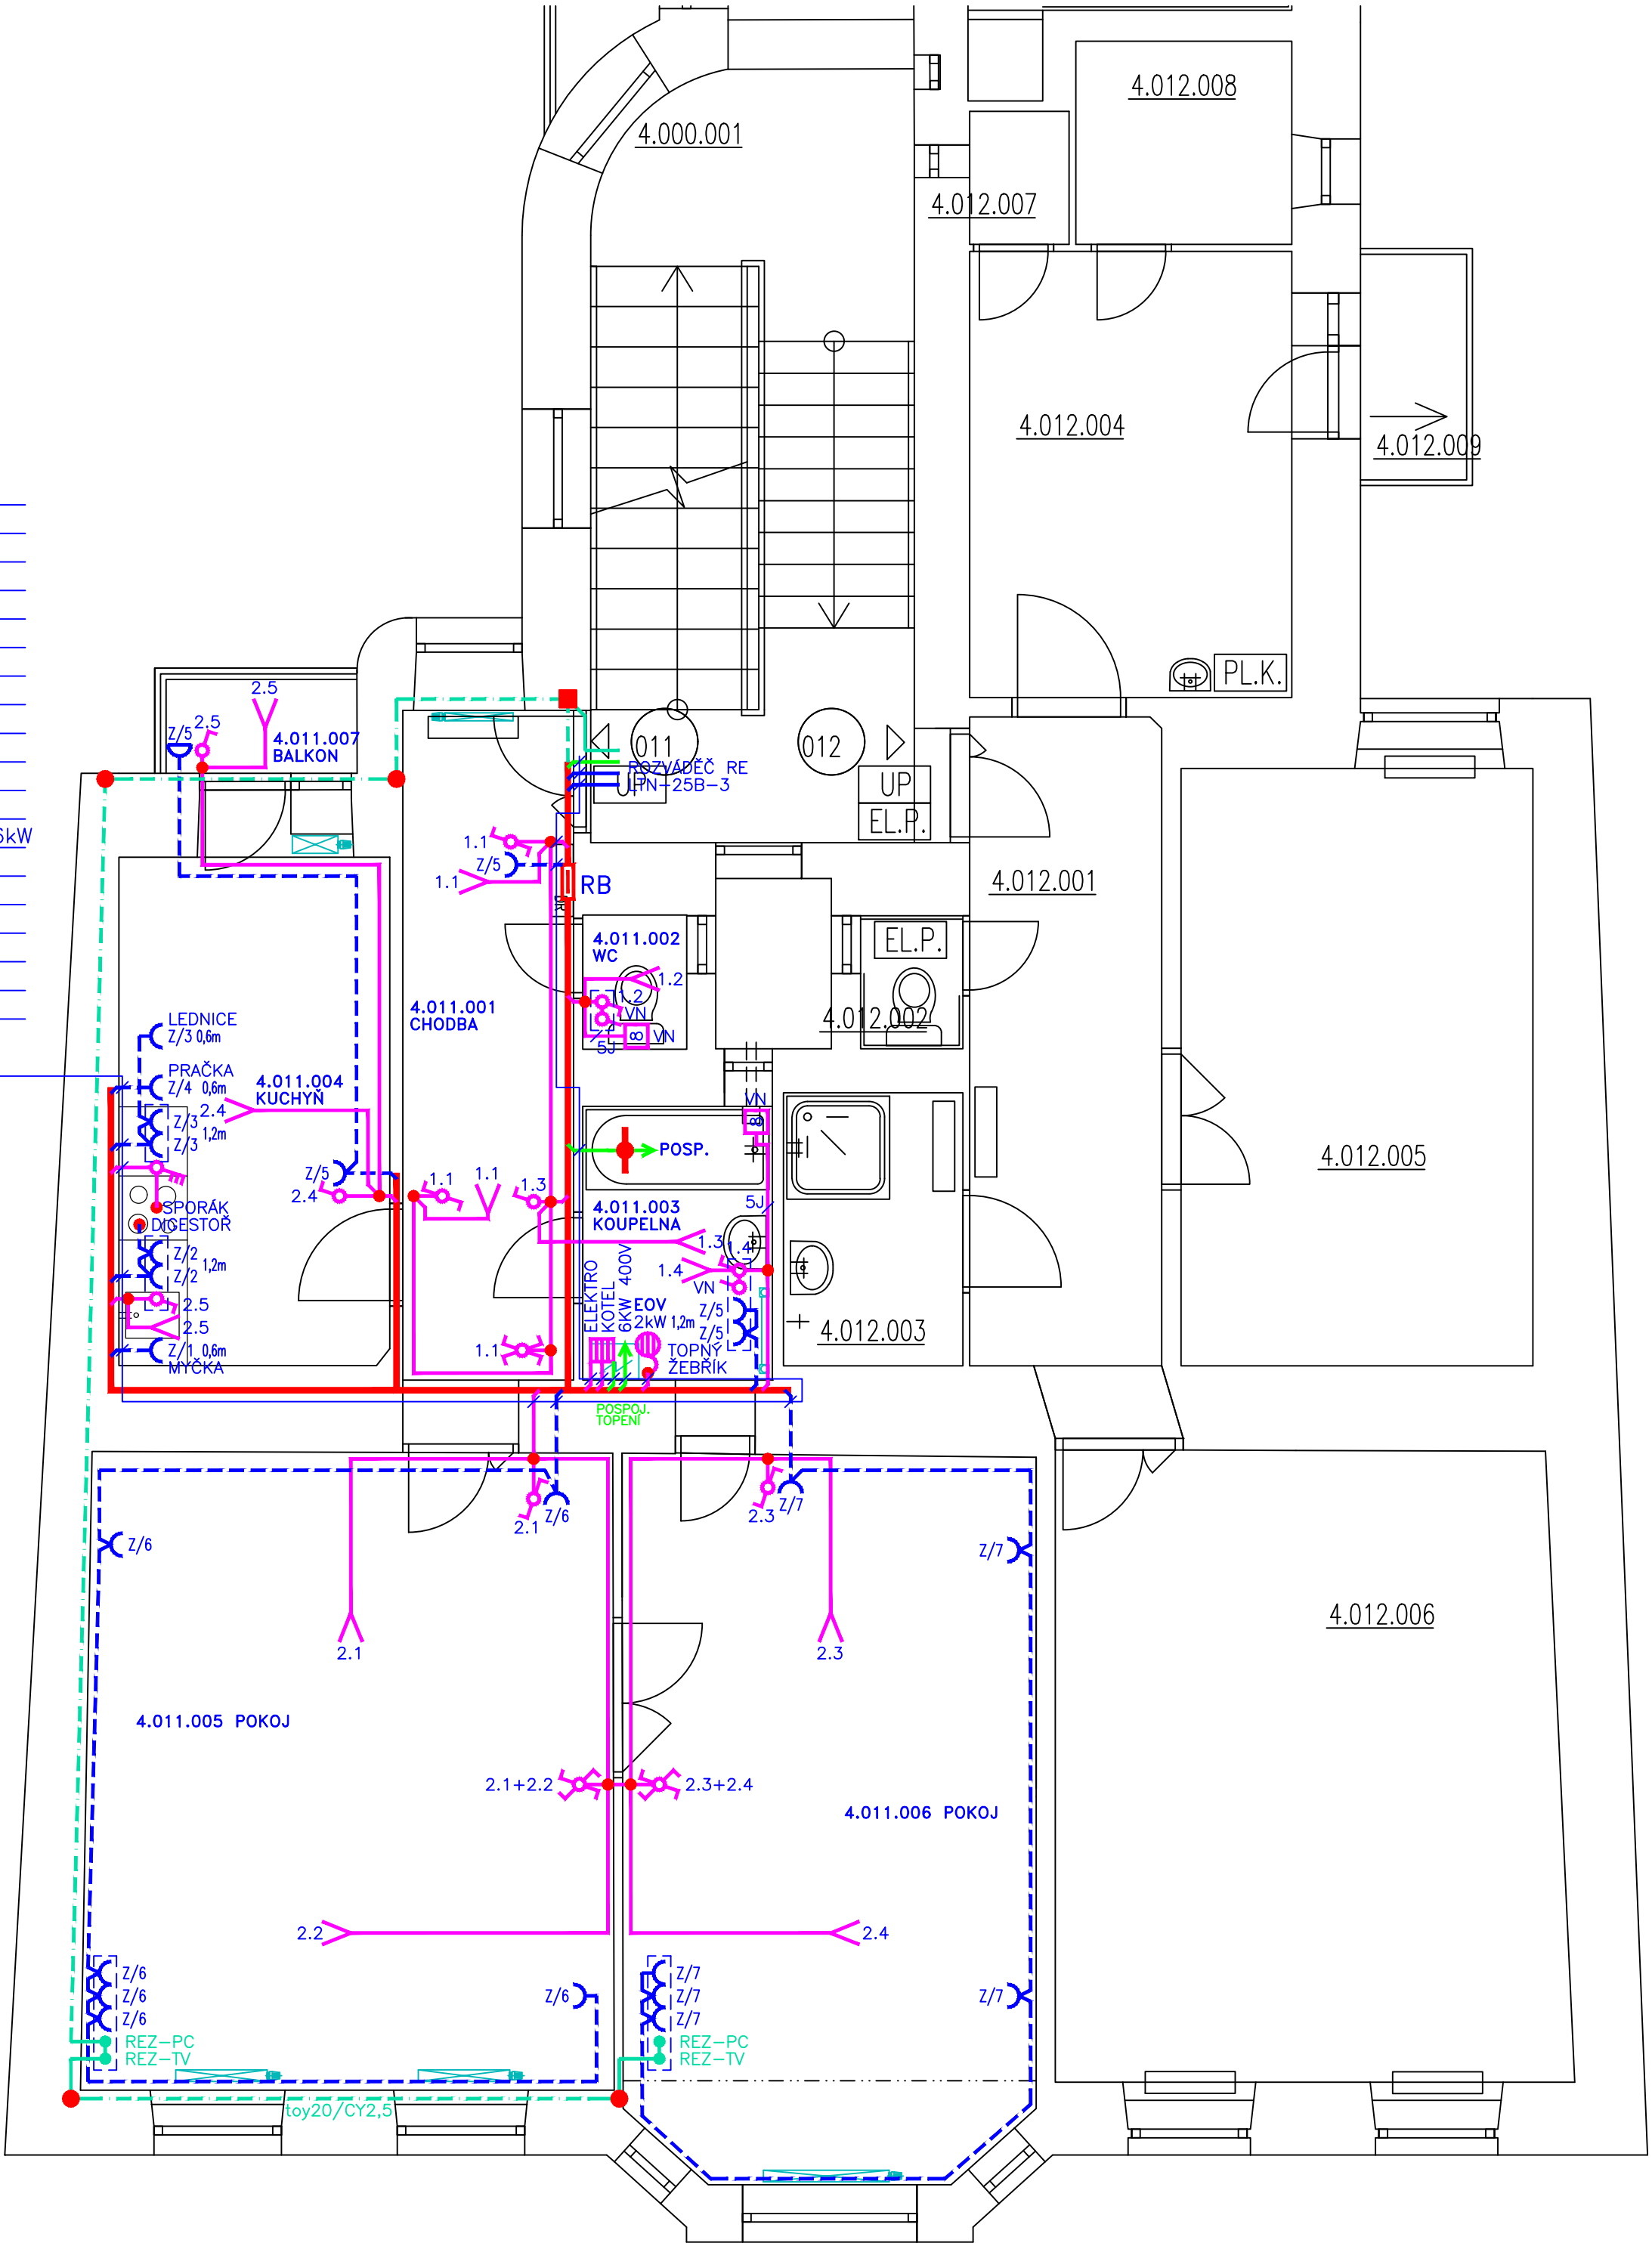 4.012.008
4.000.001
4.012.007
4.012.004
4.012.009
PL.K.
2.5
Z/5
2.5
4.011.007
BALKON
011
012
ROZVÁDĚČ RE
LTN-25B-3
UP
UP
EL.P.
6kW
1.1
Z/5
1.1
RB
4.012.001
4.011.002
WC
EL.P.
1.2
1.2
VN
4.011.001
CHODBA
4.012.002
5J
8
VN
LEDNICE
Z/3 0,6m
PRAČKA
Z/4 0,6m
4.011.004
KUCHYŇ
2.4
Z/3
1,2m
Z/3
VN
8
POSP.
4.012.005
Z/5
2.4
1.1
1.1
1.3
SPORÁK
DIGESTOŘ
4.011.003
KOUPELNA
5J
1.3
1.4
1.4
VN
Z/2
1,2m
Z/2
ELEKTRO
KOTEL
6KW 400V
EOV
2kW 1,2m
Z/5
Z/5
2.5
2.5
4.012.003
Z/1 0,6m
MYČKA
1.1
TOPNÝ
ŽEBŘÍK
POSPOJ.
TOPENÍ
2.1
Z/6
2.3
Z/7
Z/6
Z/7
4.012.006
2.1
2.3
4.011.005 POKOJ
2.1+2.2
2.3+2.4
4.011.006 POKOJ
2.2
2.4
Z/6
Z/6
Z/6
Z/6
Z/7
Z/7
Z/7
Z/7
REZ-PC
REZ-TV
REZ-PC
REZ-TV
toy20/CY2,5